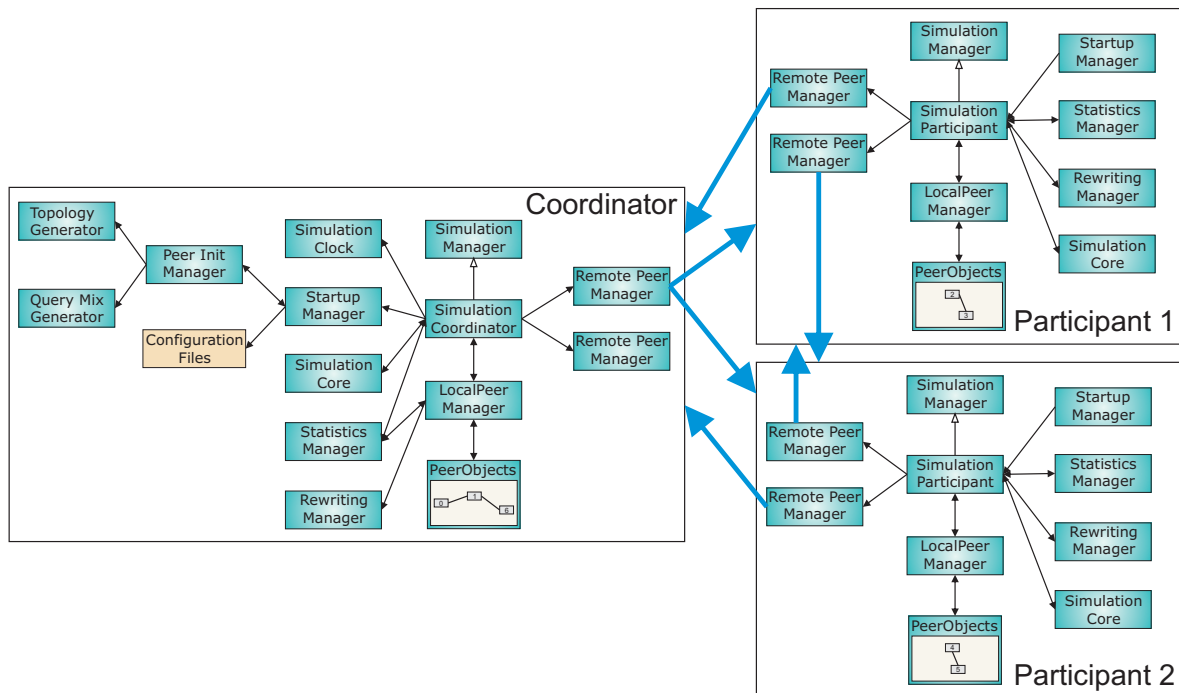 Coordinator
Topology
Generator
Query Mix
Generator
Peer Init
Manager
Configuration
Files
Simulation
Clock
Startup
Manager
Simulation
Core
Statistics
Manager
Rewriting
Manager
Simulation
Manager
Simulation
Coordinator
LocalPeer
Manager
PeerObjects
0
1
6
Remote Peer
Manager
Remote Peer
Manager
Simulation
Manager
Remote Peer
Manager
Remote Peer
Manager
Simulation
Participant
LocalPeer
Manager
PeerObjects
2
3
Startup
Manager
Statistics
Manager
Rewriting
Manager
Simulation
Core
Participant 1
Simulation
Manager
Remote Peer
Manager
Remote Peer
Manager
Simulation
Participant
LocalPeer
Manager
PeerObjects
4
5
Startup
Manager
Statistics
Manager
Rewriting
Manager
Simulation
Core
Participant 2